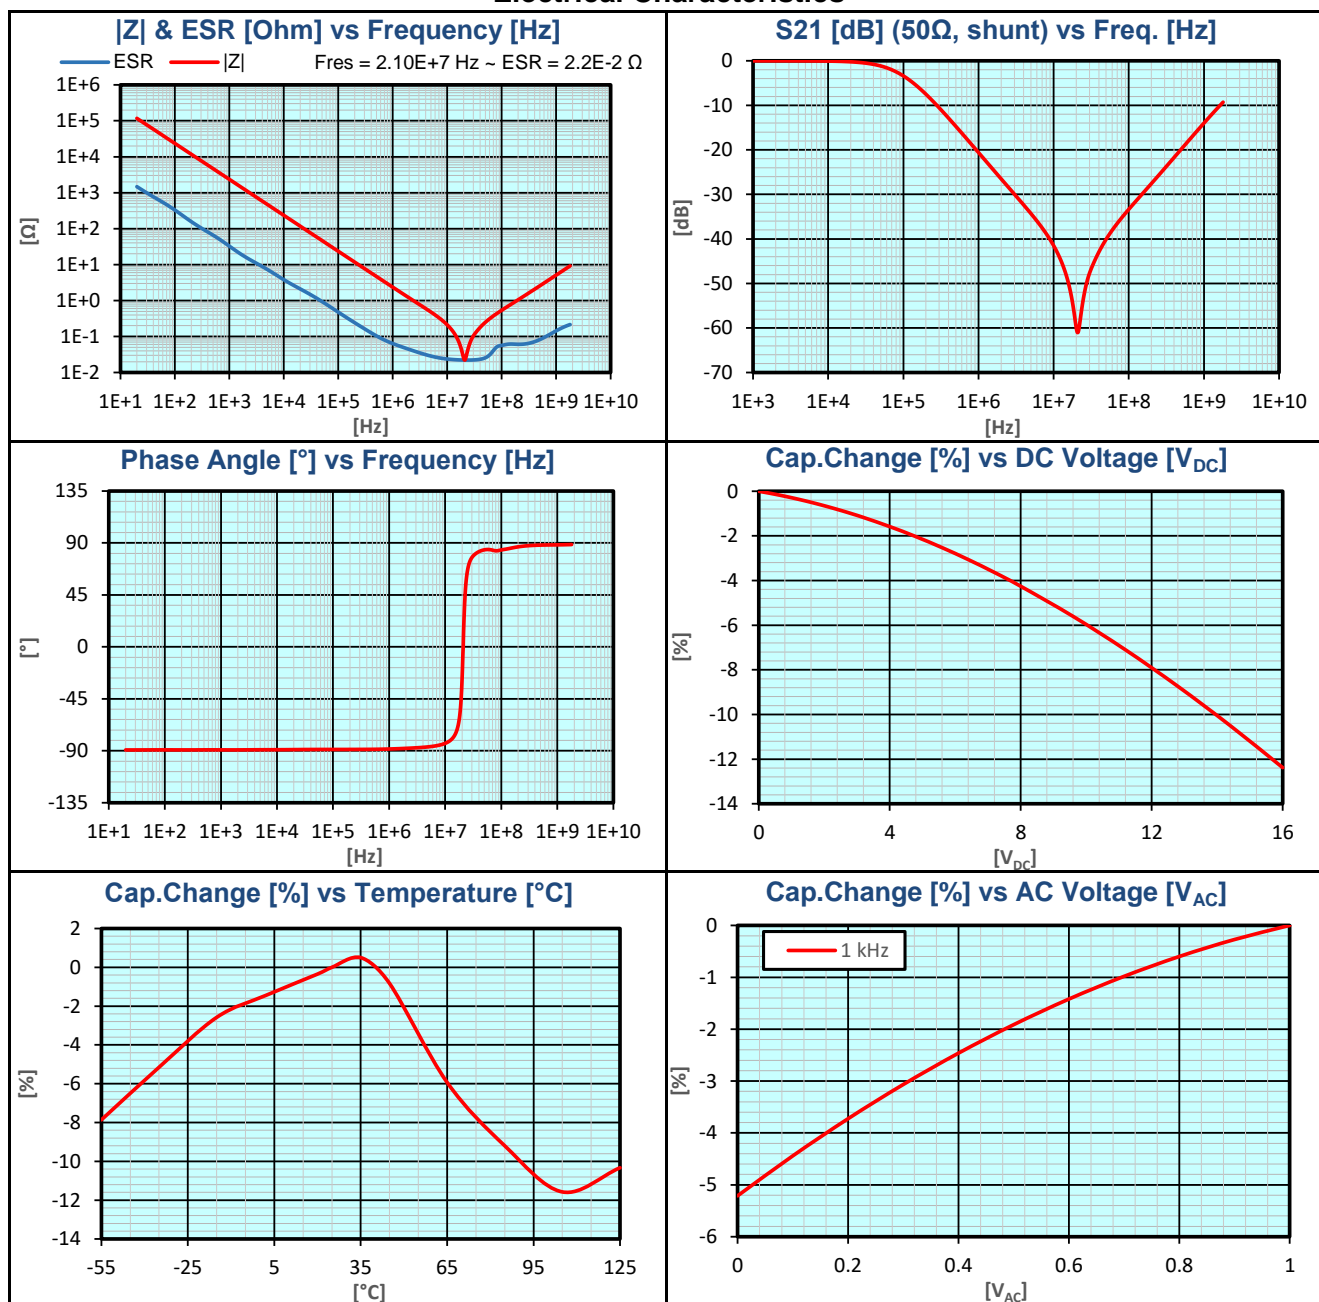 |Z| & ESR [Ohm] vs Frequency [Hz]
ESR |Z| Fres = 2.10E+7 Hz ~ ESR = 2.2E-2 Ω
1E+6
1E+5
1E+4
1E+3
1E+2
1E+1
1E+0
1E-1
1E-2
[Ω]
1E+1 1E+2 1E+3 1E+4 1E+5 1E+6 1E+7 1E+8 1E+9 1E+10
[Hz]
S21 [dB] (50Ω, shunt) vs Freq. [Hz]
0
-10
-20
-30
-40
-50
-60
-70
[dB]
1E+3 1E+4 1E+5 1E+6 1E+7 1E+8 1E+9 1E+10
[Hz]
Phase Angle [°] vs Frequency [Hz]
135
90
45
0
-45
-90
-135
[°]
1E+1 1E+2 1E+3 1E+4 1E+5 1E+6 1E+7 1E+8 1E+9 1E+10
[Hz]
Cap.Change [%] vs DC Voltage [VDC]
0
-2
-4
-6
-8
-10
-12
-14
[%]
0 4 8 12 16
[VDC]
Cap.Change [%] vs Temperature [°C]
2
0
-2
-4
-6
-8
-10
-12
-14
[%]
-55 -25 5 35 65 95 125
[°C]
Cap.Change [%] vs AC Voltage [VAC]
1 kHz
0
-1
-2
-3
-4
-5
-6
[%]
0 0.2 0.4 0.6 0.8 1
[VAC]